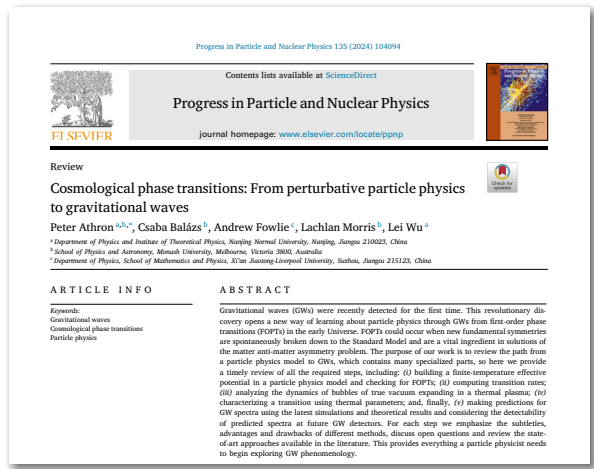 Progress in Particle and Nuclear Physics 135 (2024) 104094
Contents lists available at ScienceDirect
Progress in Particle and Nuclear Physics
journal homepage: www.elsevier.com/locate/ppnp
ELSEVIER
Progress in Particle
and Nuclear Physics
Review
Check for
updates
Cosmological phase transitions: From perturbative particle physics
to gravitational waves
Peter Athron a,b,*, Csaba Balázs b, Andrew Fowlie c, Lachlan Morris b, Lei Wu a
a Department of Physics and Institute of Theoretical Physics, Nanjing Normal University, Nanjing, Jiangsu 210023, China
b School of Physics and Astronomy, Monash University, Melbourne, Victoria 3800, Australia
c Department of Physics, School of Mathematics and Physics, Xi'an Jiaotong-Liverpool University, Suzhou, Jiangsu 215123, China
ARTICLE INFO
Keywords:
Gravitational waves
Cosmological phase transitions
Particle physics
ABSTRACT
Gravitational waves (GWs) were recently detected for the first time. This revolutionary dis-
covery opens a new way of learning about particle physics through GWs from first-order phase
transitions (FOPTs) in the early Universe. FOPTs could occur when new fundamental symmetries
are spontaneously broken down to the Standard Model and are a vital ingredient in solutions of
the matter anti-matter asymmetry problem. The purpose of our work is to review the path from
a particle physics model to GWs, which contains many specialized parts, so here we provide
a timely review of all the required steps, including: (i) building a finite-temperature effective
potential in a particle physics model and checking for FOPTs; (ii) computing transition rates;
(iii) analyzing the dynamics of bubbles of true vacuum expanding in a thermal plasma; (iv)
characterizing a transition using thermal parameters; and, finally, (v) making predictions for
GW spectra using the latest simulations and theoretical results and considering the detectability
of predicted spectra at future GW detectors. For each step we emphasize the subtleties,
advantages and drawbacks of different methods, discuss open questions and review the state-
of-art approaches available in the literature. This provides everything a particle physicist needs
to begin exploring GW phenomenology.